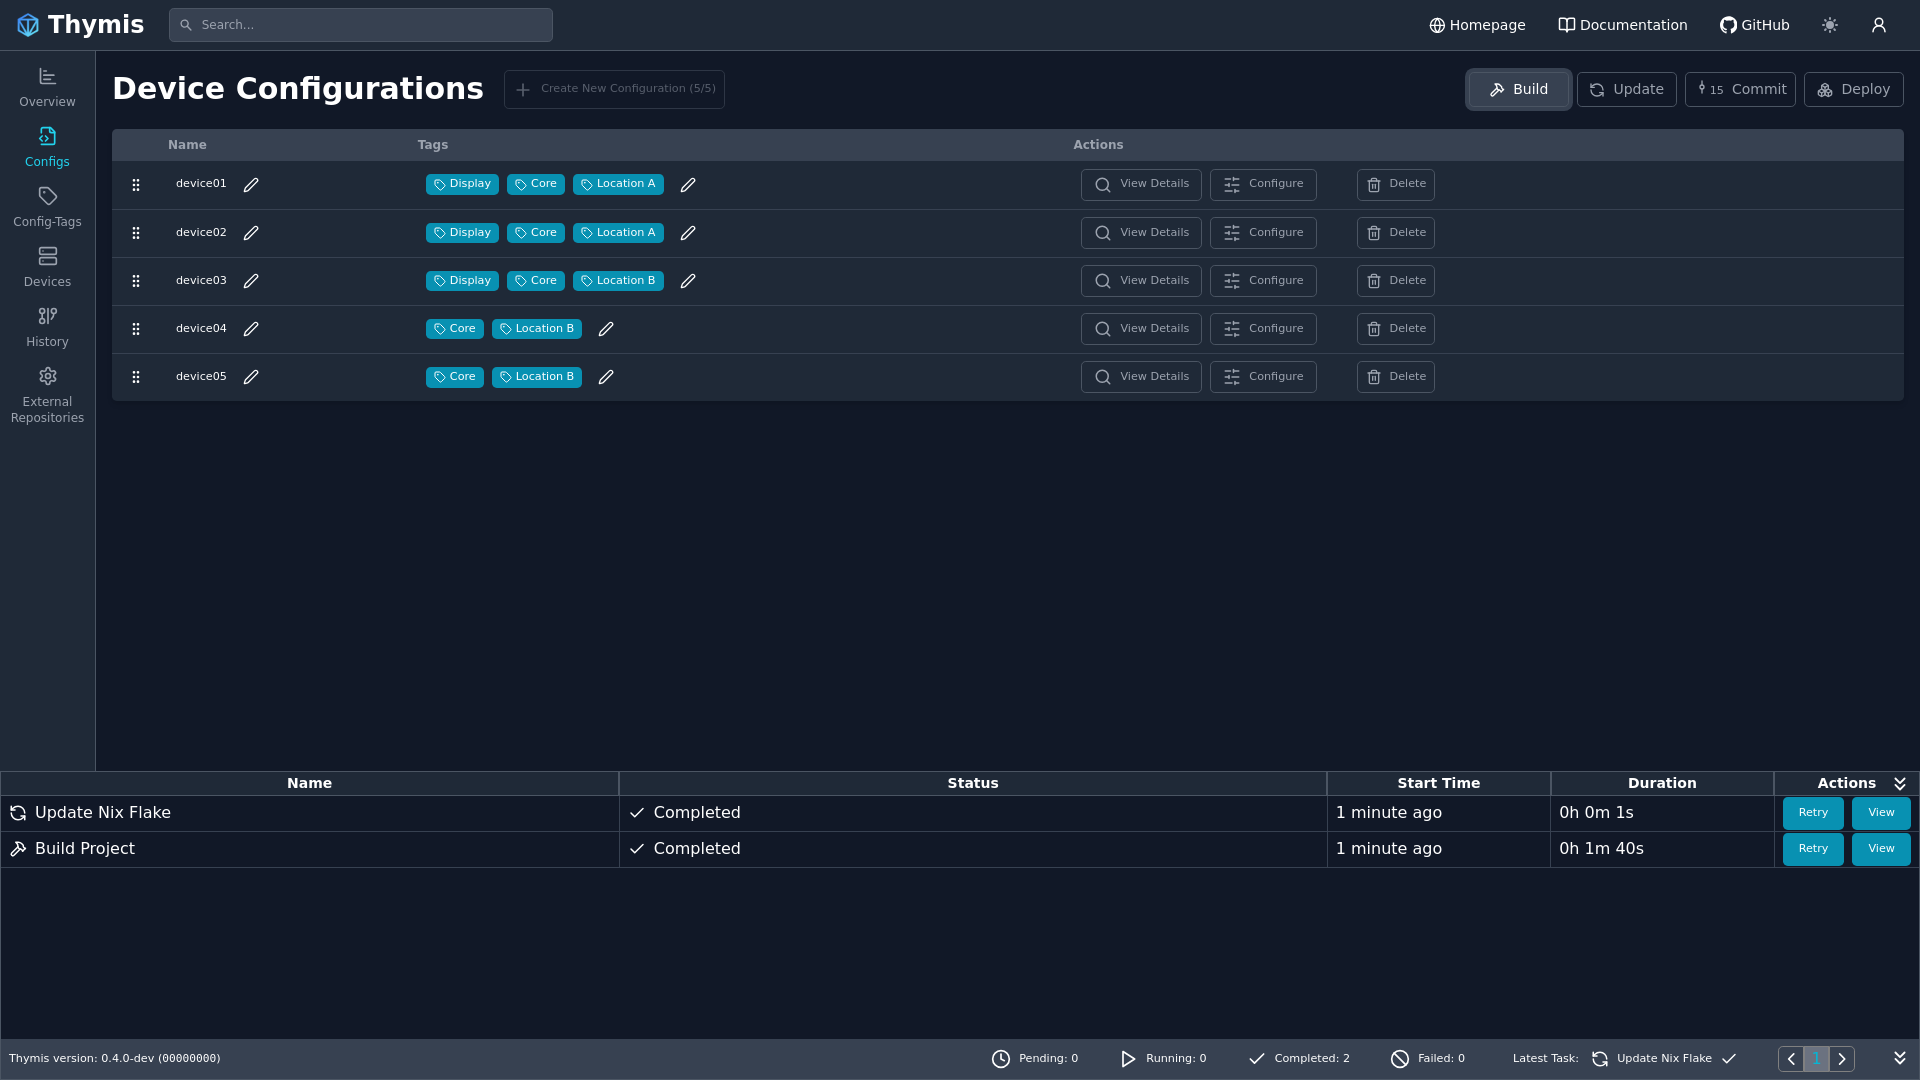 Thymis
Search...
Homepage
Documentation
GitHub
Overview
Configs
Config-Tags
Devices
History
External
Repositories
Device Configurations
Create New Configuration (5/5)
Build
Update
15 Commit
Deploy
Name Tags Actions
device01 Display Core Location A View Details Configure Delete
device02 Display Core Location A View Details Configure Delete
device03 Display Core Location B View Details Configure Delete
device04 Core Location B View Details Configure Delete
device05 Core Location B View Details Configure Delete
Name Status Start Time Duration Actions
Update Nix Flake Completed 1 minute ago 0h 0m 1s Retry View
Build Project Completed 1 minute ago 0h 1m 40s Retry View
Thymis version: 0.4.0-dev (00000000) Pending: 0 Running: 0 Completed: 2 Failed: 0 Latest Task: Update Nix Flake 1